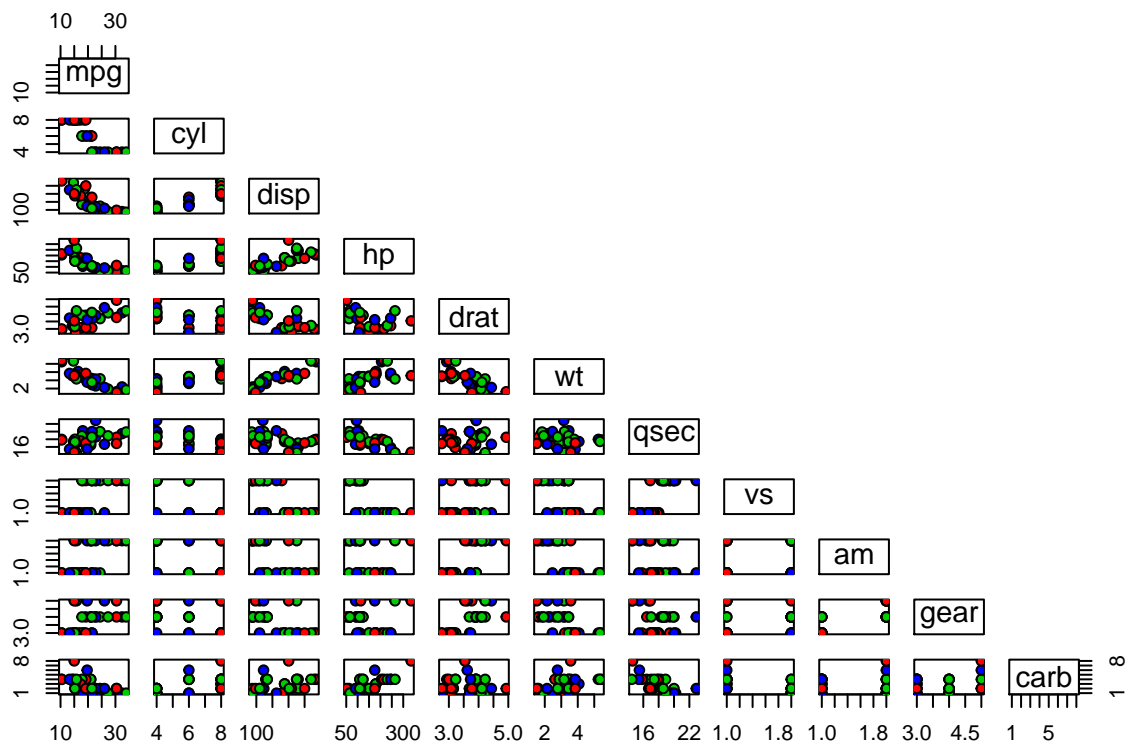 10 30
10 mpg
4 8 cyl
100 disp
50 hp
3.0 drat
2 wt
16 qsec
1.0 vs
1.0 am
3.0 gear
1 8 carb 1 8
10 30 4 6 8 100 50 300 3.0 5.0 2 4 16 22 1.0 1.8 1.0 1.8 3.0 4.5 1 5